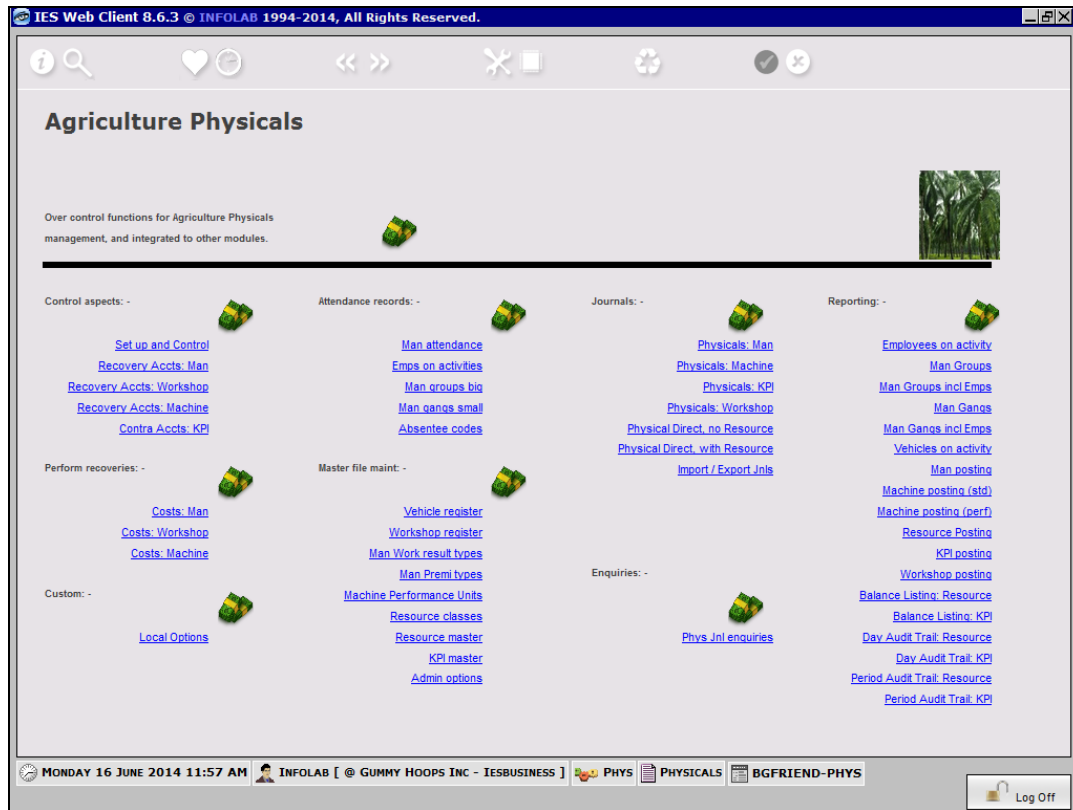 IES Web Client 8.6.3 © INFOLAB 1994-2014, All Rights Reserved.
Agriculture Physicals
Over control functions for Agriculture Physicals
management, and integrated to other modules.
Control aspects: -
Set up and Control
Recovery Accts: Man
Recovery Accts: Workshop
Recovery Accts: Machine
Contra Accts: KPI
Perform recoveries: -
Costs: Man
Costs: Workshop
Costs: Machine
Custom: -
Local Options
Attendance records: -
Man attendance
Emps on activities
Man groups big
Man gangs small
Absentee codes
Master file maint: -
Vehicle register
Workshop register
Man Work result types
Man Premi types
Machine Performance Units
Resource classes
Resource master
KPI master
Admin options
Journals: -
Physicals: Man
Physicals: Machine
Physicals: KPI
Physicals: Workshop
Physical Direct, no Resource
Physical Direct, with Resource
Import / Export Jnls
Enquiries: -
Phys Jnl enquiries
Reporting: -
Employees on activity
Man Groups
Man Groups incl Emps
Man Gangs
Man Gangs incl Emps
Vehicles on activity
Man posting
Machine posting (std)
Machine posting (perf)
Resource Posting
KPI posting
Workshop posting
Balance Listing: Resource
Balance Listing: KPI
Day Audit Trail: Resource
Day Audit Trail: KPI
Period Audit Trail: Resource
Period Audit Trail: KPI
MONDAY 16 JUNE 2014 11:57 AM INFOLAB [ @ GUMMY HOOPS INC - IESBUSINESS ] PHYS PHYSICALS BGFRIEND-PHYS
Log Off